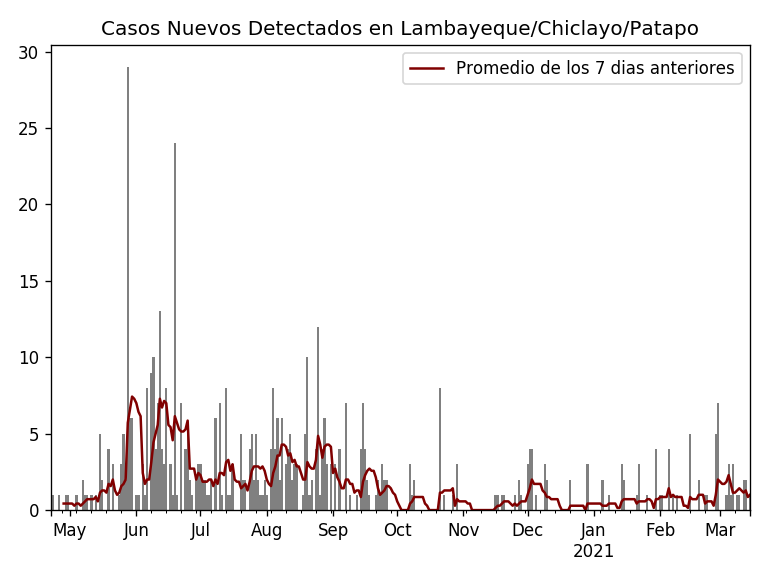 Casos Nuevos Detectados en Lambayeque/Chiclayo/Patapo
Promedio de los 7 dias anteriores
30
25
20
15
10
5
0
May Jun Jul Aug Sep Oct Nov Dec Jan Feb Mar
2021